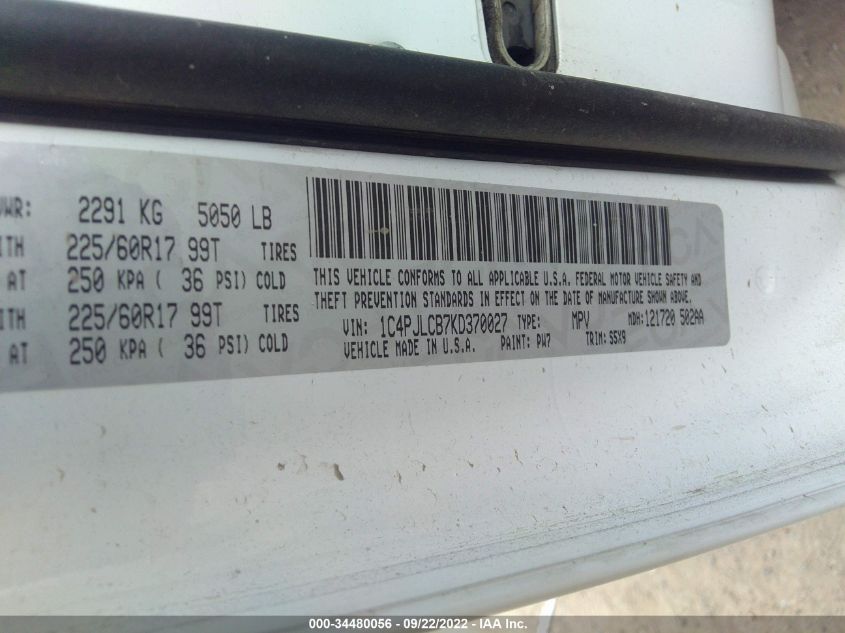 VWR: 2291 KG 5050 LB
ITH 225/60R17 99T TIRES
AT 250 KPA ( 36 PSI) COLD
ITH 225/60R17 99T TIRES
AT 250 KPA ( 36 PSI) COLD
THIS VEHICLE CONFORMS TO ALL APPLICABLE U.S.A. FEDERAL MOTOR VEHICLE SAFETY AND
THEFT PREVENTION STANDARDS IN EFFECT ON THE DATE OF MANUFACTURE SHOWN ABOVE.
VIN: 1C4PJLCB7KD370027 TYPE: MPV MDH:121720 502AA
VEHICLE MADE IN U.S.A. PAINT: PW7 TRIM: S5X9
000-34480056 - 09/22/2022 - IAA Inc.